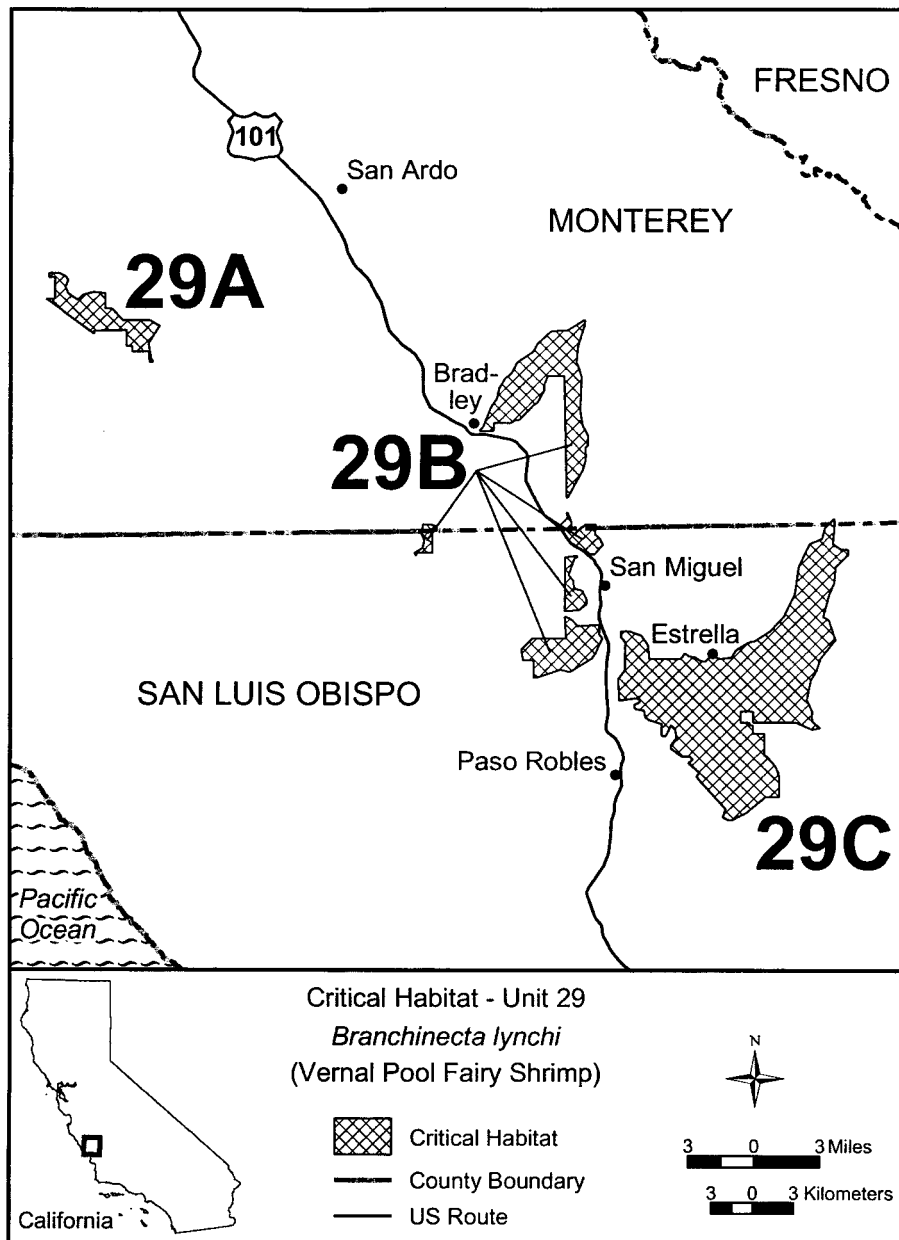 FRESNO
101
San Ardo
MONTEREY
29A
Brad-
ley
29B
San Miguel
Estrella
SAN LUIS OBISPO
Paso Robles
29C
Pacific
Ocean
Critical Habitat - Unit 29
Branchinecta lynchi
(Vernal Pool Fairy Shrimp)
N
Critical Habitat
County Boundary
US Route
3 0 3 Miles
3 0 3 Kilometers
California